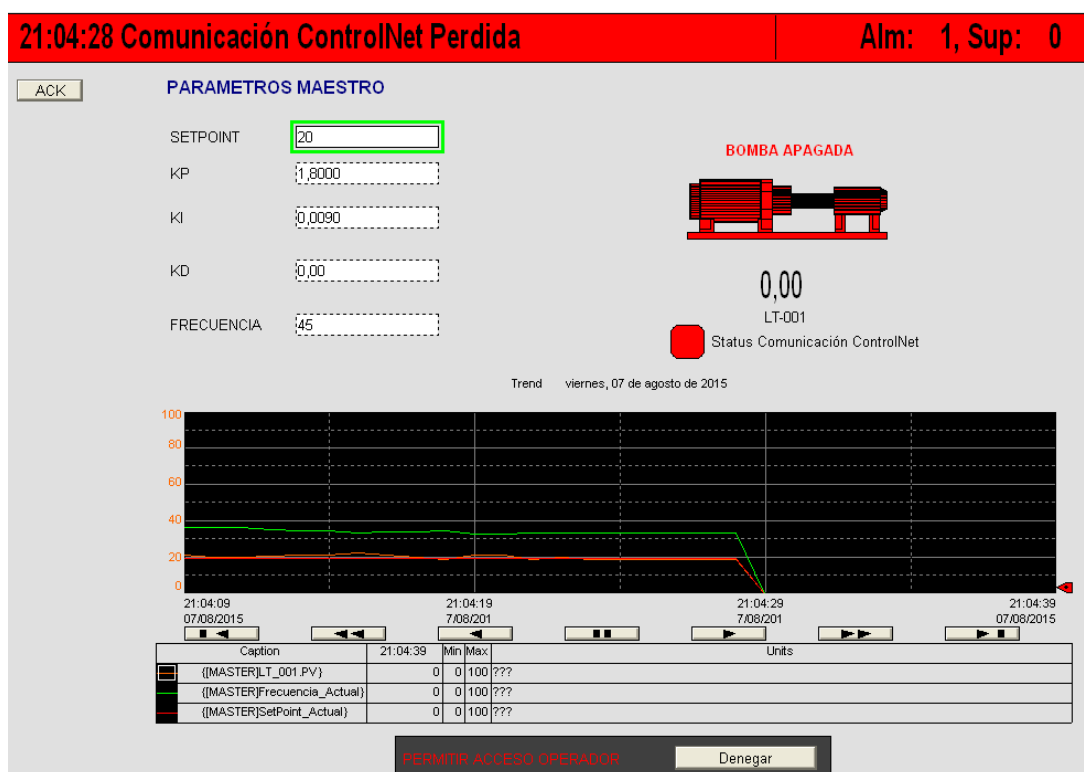 21:04:28 Comunicación ControlNet Perdida Alm: 1, Sup: 0
ACK
PARAMETROS MAESTRO
SETPOINT 20
KP 1,8000
KI 0,0090
KD 0,00
FRECUENCIA 45
BOMBA APAGADA
0,00
LT-001
Status Comunicación ControlNet
Trend viernes, 07 de agosto de 2015
100
80
60
40
20
0
21:04:09 21:04:19 21:04:29 21:04:39
07/08/2015 7/08/201 7/08/201 07/08/2015
Caption 21:04:39 Min Max Units
{[MASTER]LT_001.PV} 0 0 100 ???
{[MASTER]Frecuencia_Actual} 0 0 100 ???
{[MASTER]SetPoint_Actual} 0 0 100 ???
PERMITIR ACCESO OPERADOR Denegar